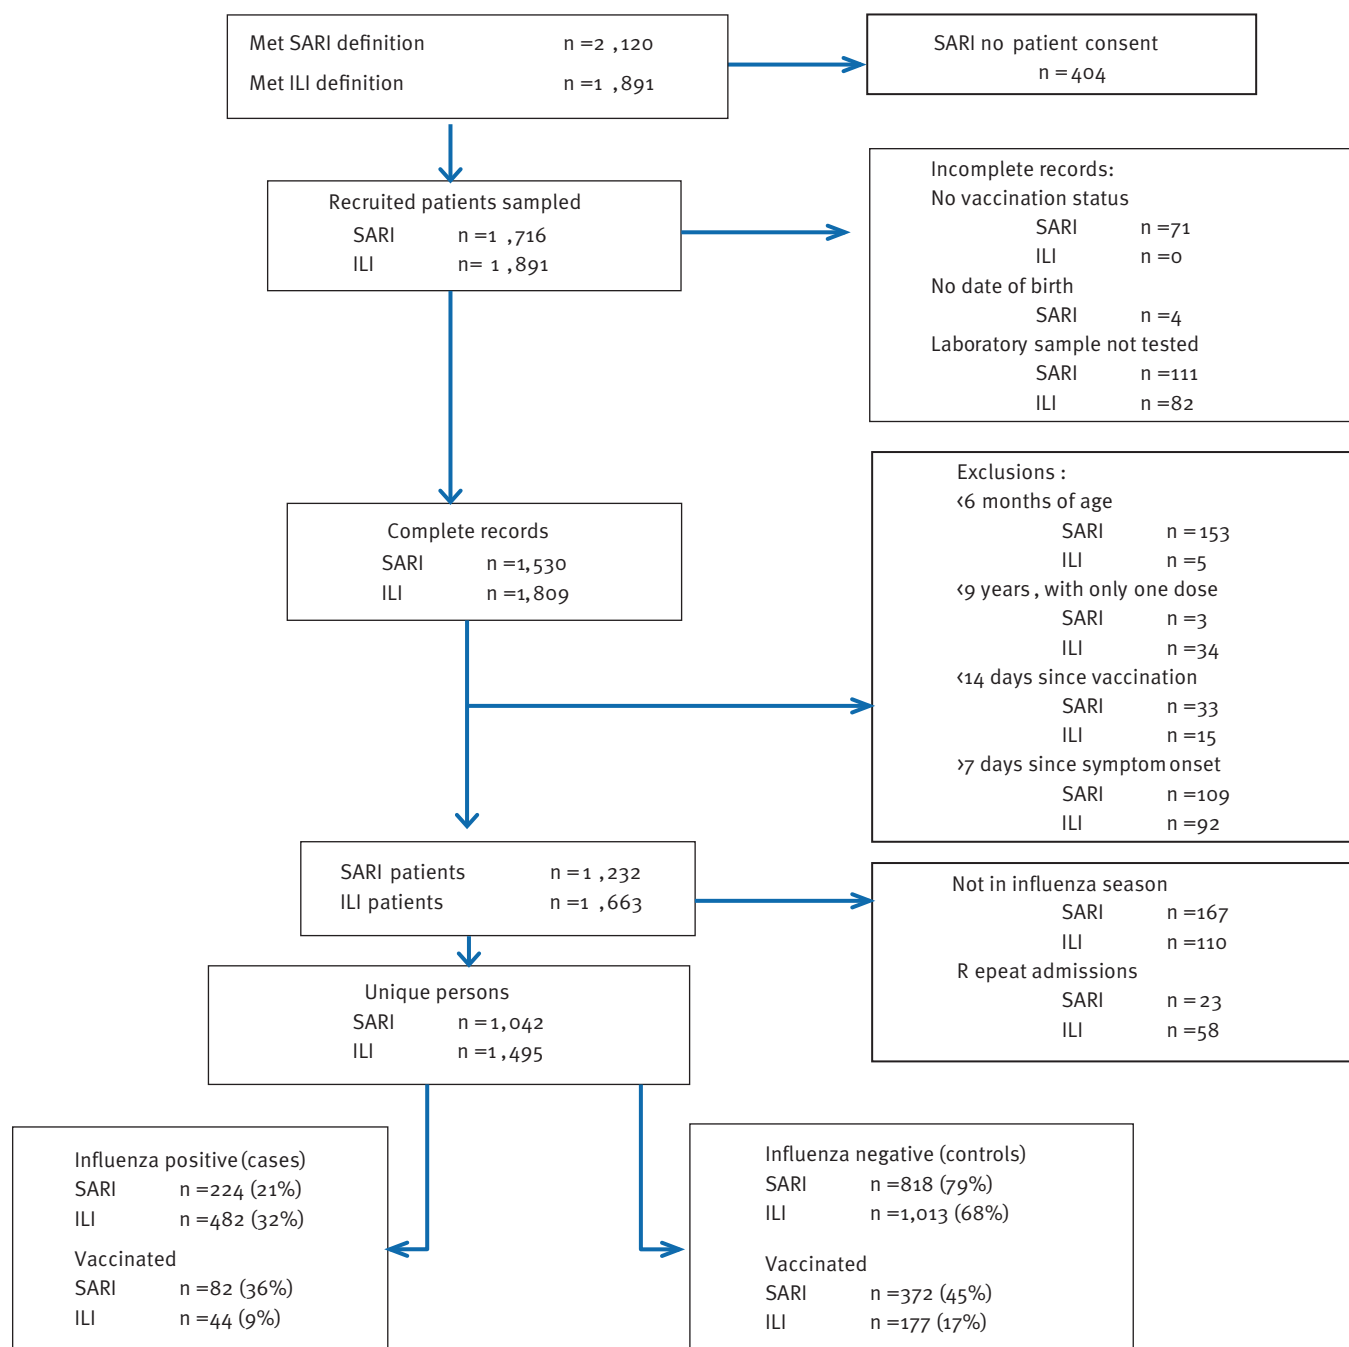 Met SARI definition n =2 ,120
Met ILI definition n =1 ,891
SARI no patient consent
n =404
Recruited patients sampled
SARI n =1 ,716
ILI n= 1 ,891
Incomplete records:
No vaccination status
SARI n =71
ILI n =0
No date of birth
SARI n =4
Laboratory sample not tested
SARI n =111
ILI n =82
Complete records
SARI n =1,530
ILI n =1,809
Exclusions :
<6 months of age
SARI n = 153
ILI n =5
<9 years , with only one dose
SARI n =3
ILI n =34
<14 days since vaccination
SARI n =33
ILI n =15
>7 days since symptom onset
SARI n =109
ILI n =92
SARI patients n =1 ,232
ILI patients n =1 ,663
Not in influenza season
SARI n =167
ILI n =110
R epeat admissions
SARI n = 23
ILI n =58
Unique persons
SARI n = 1,042
ILI n =1 ,495
Influenza positive (cases)
SARI n =224 (21%)
ILI n =482 (32%)
Vaccinated
SARI n =82 (36%)
ILI n =44 (9%)
Influenza negative (controls)
SARI n =818 (79%)
ILI n =1,013 (68%)
Vaccinated
SARI n =372 (45%)
ILI n =177 (17%)